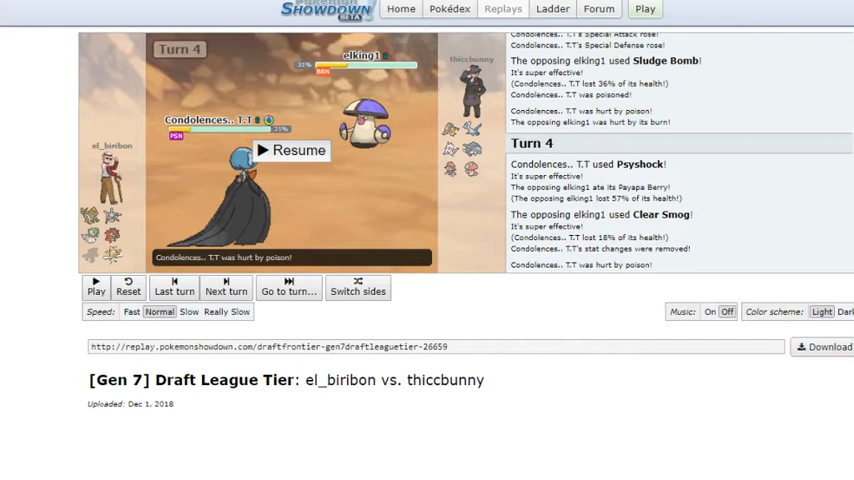 SHOWDOWN
BETA
Home
Pokédex
Replays
Ladder
Forum
Play
Turn 4
elking1
31%
BRN
thiccbunny
Condolences.. T.T
PSN
21%
el_biribon
Resume
Condolences.. T.T was hurt by poison!
Condolences.. T.T's Special Attack rose!
Condolences.. T.T's Special Defense rose!
The opposing elking1 used Sludge Bomb!
It's super effective!
(Condolences.. T.T lost 36% of its health!)
Condolences.. T.T was poisoned!
Condolences.. T.T was hurt by poison!
The opposing elking1 was hurt by its burn!
Turn 4
Condolences.. T.T used Psyshock!
It's super effective!
The opposing elking1 ate its Payapa Berry!
(The opposing elking1 lost 57% of its health!)
The opposing elking1 used Clear Smog!
It's super effective!
(Condolences.. T.T lost 18% of its health!)
Condolences.. T.T's stat changes were removed!
Condolences.. T.T was hurt by poison!
Play
Reset
Last turn
Next turn
Go to turn...
Switch sides
Speed: Fast Normal Slow Really Slow
Music: On Off
Color scheme: Light Dark
http://replay.pokemonshowdown.com/draftfrontier-gen7draftleaguetier-26659
Download
[Gen 7] Draft League Tier: el_biribon vs. thiccbunny
Uploaded: Dec 1, 2018